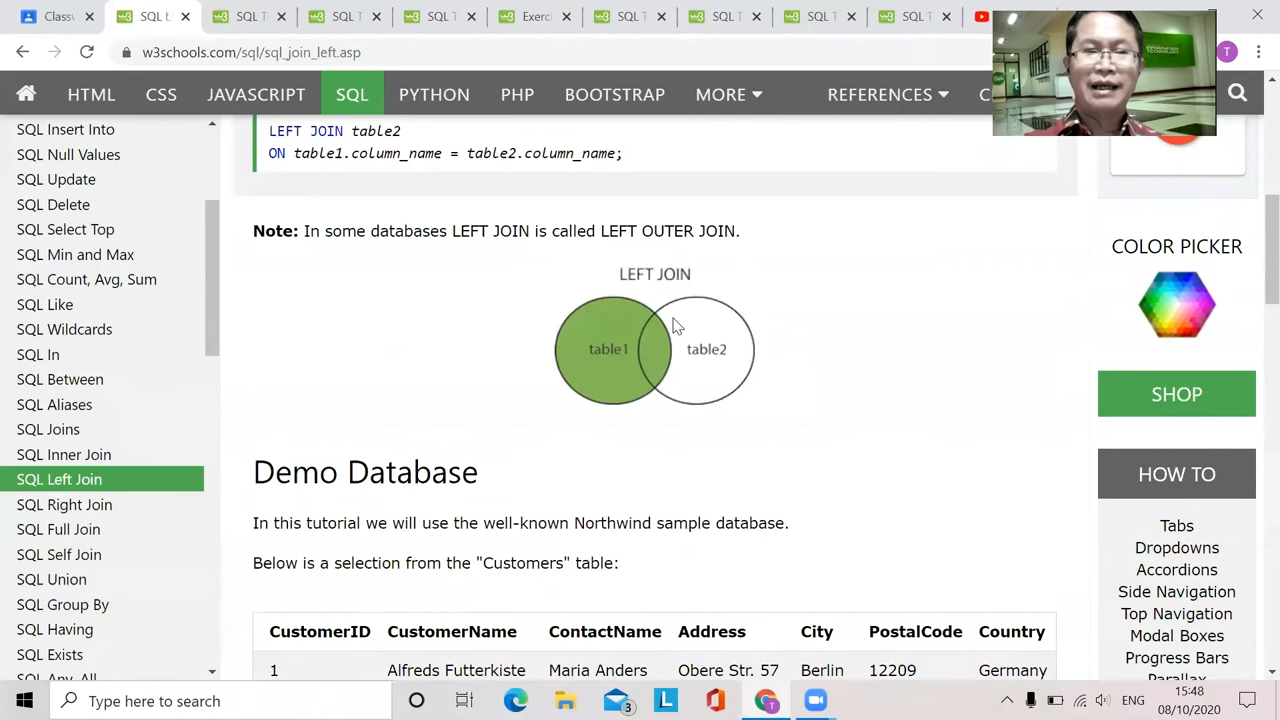 Class
SQL L
SQL T
SQL T
SQL T
Exerci
SQL T
SQL T
SQL T
SQL T
w3schools.com/sql/sql_join_left.asp
T
HTML
CSS
JAVASCRIPT
SQL
PYTHON
PHP
BOOTSTRAP
MORE
REFERENCES
SQL Insert Into
SQL Null Values
SQL Update
SQL Delete
SQL Select Top
SQL Min and Max
SQL Count, Avg, Sum
SQL Like
SQL Wildcards
SQL In
SQL Between
SQL Aliases
SQL Joins
SQL Inner Join
SQL Left Join
SQL Right Join
SQL Full Join
SQL Self Join
SQL Union
SQL Group By
SQL Having
SQL Exists
SQL Any, All
LEFT JOIN table2
ON table1.column_name = table2.column_name;
Note: In some databases LEFT JOIN is called LEFT OUTER JOIN.
LEFT JOIN
table1 table2
Demo Database
In this tutorial we will use the well-known Northwind sample database.
Below is a selection from the "Customers" table:
CustomerID CustomerName ContactName Address City PostalCode Country
1 Alfreds Futterkiste Maria Anders Obere Str. 57 Berlin 12209 Germany
COLOR PICKER
SHOP
HOW TO
Tabs
Dropdowns
Accordions
Side Navigation
Top Navigation
Modal Boxes
Progress Bars
Parallax
Type here to search
3
L
T
ENG
15:48
08/10/2020